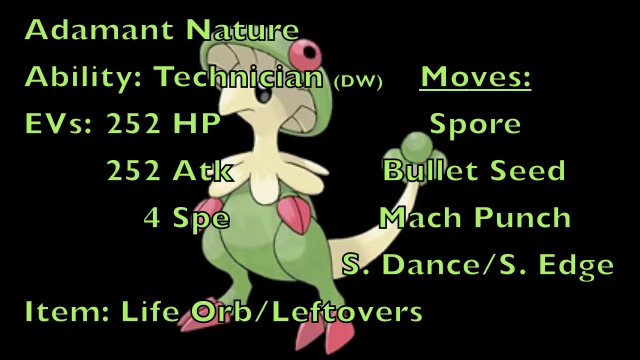 Adamant Nature
Ability: Technician (DW)
EVs: 252 HP
252 Atk
4 Spe
Item: Life Orb/Leftovers
Moves:
Spore
Bullet Seed
Mach Punch
S. Dance/S. Edge